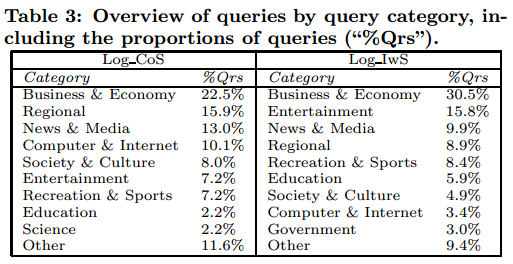 Table 3: Overview of queries by query category, in-
cluding the proportions of queries (“%Qrs”).
Log_CoS Log_IwS
Category %Qrs Category %Qrs
Business & Economy 22.5% Business & Economy 30.5%
Regional 15.9% Entertainment 15.8%
News & Media 13.0% News & Media 9.9%
Computer & Internet 10.1% Regional 8.9%
Society & Culture 8.0% Recreation & Sports 8.4%
Entertainment 7.2% Education 5.9%
Recreation & Sports 7.2% Society & Culture 4.9%
Education 2.2% Computer & Internet 3.4%
Science 2.2% Government 3.0%
Other 11.6% Other 9.4%